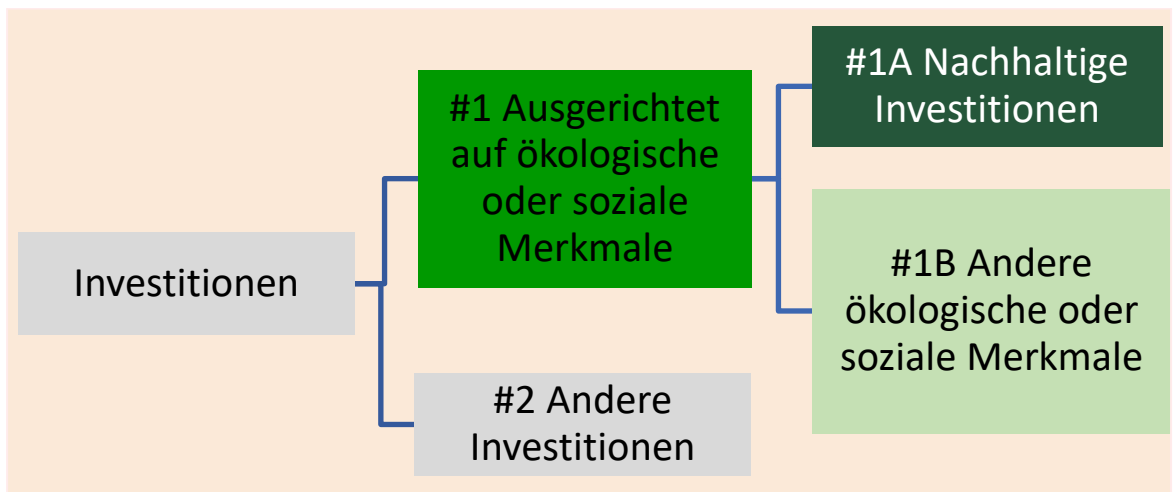 Investitionen
#1 Ausgerichtet
auf ökologische
oder soziale
Merkmale
#2 Andere
Investitionen
#1A Nachhaltige
Investitionen
#1B Andere
ökologische oder
soziale Merkmale